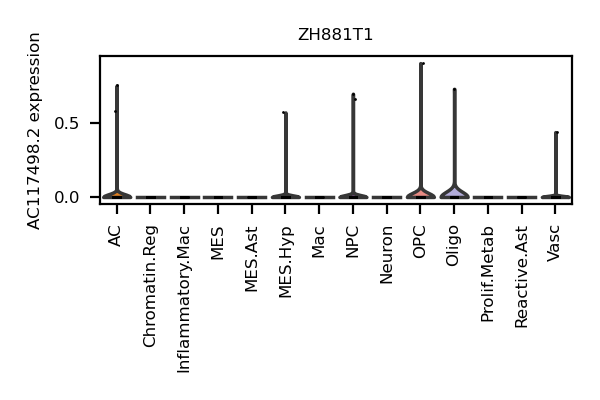 ZH881T1
AC117498.2 expression
0.5
0.0
AC
Chromatin.Reg
Inflammatory.Mac
MES
MES.Ast
MES.Hyp
Mac
NPC
Neuron
OPC
Oligo
Prolif.Metab
Reactive.Ast
Vasc